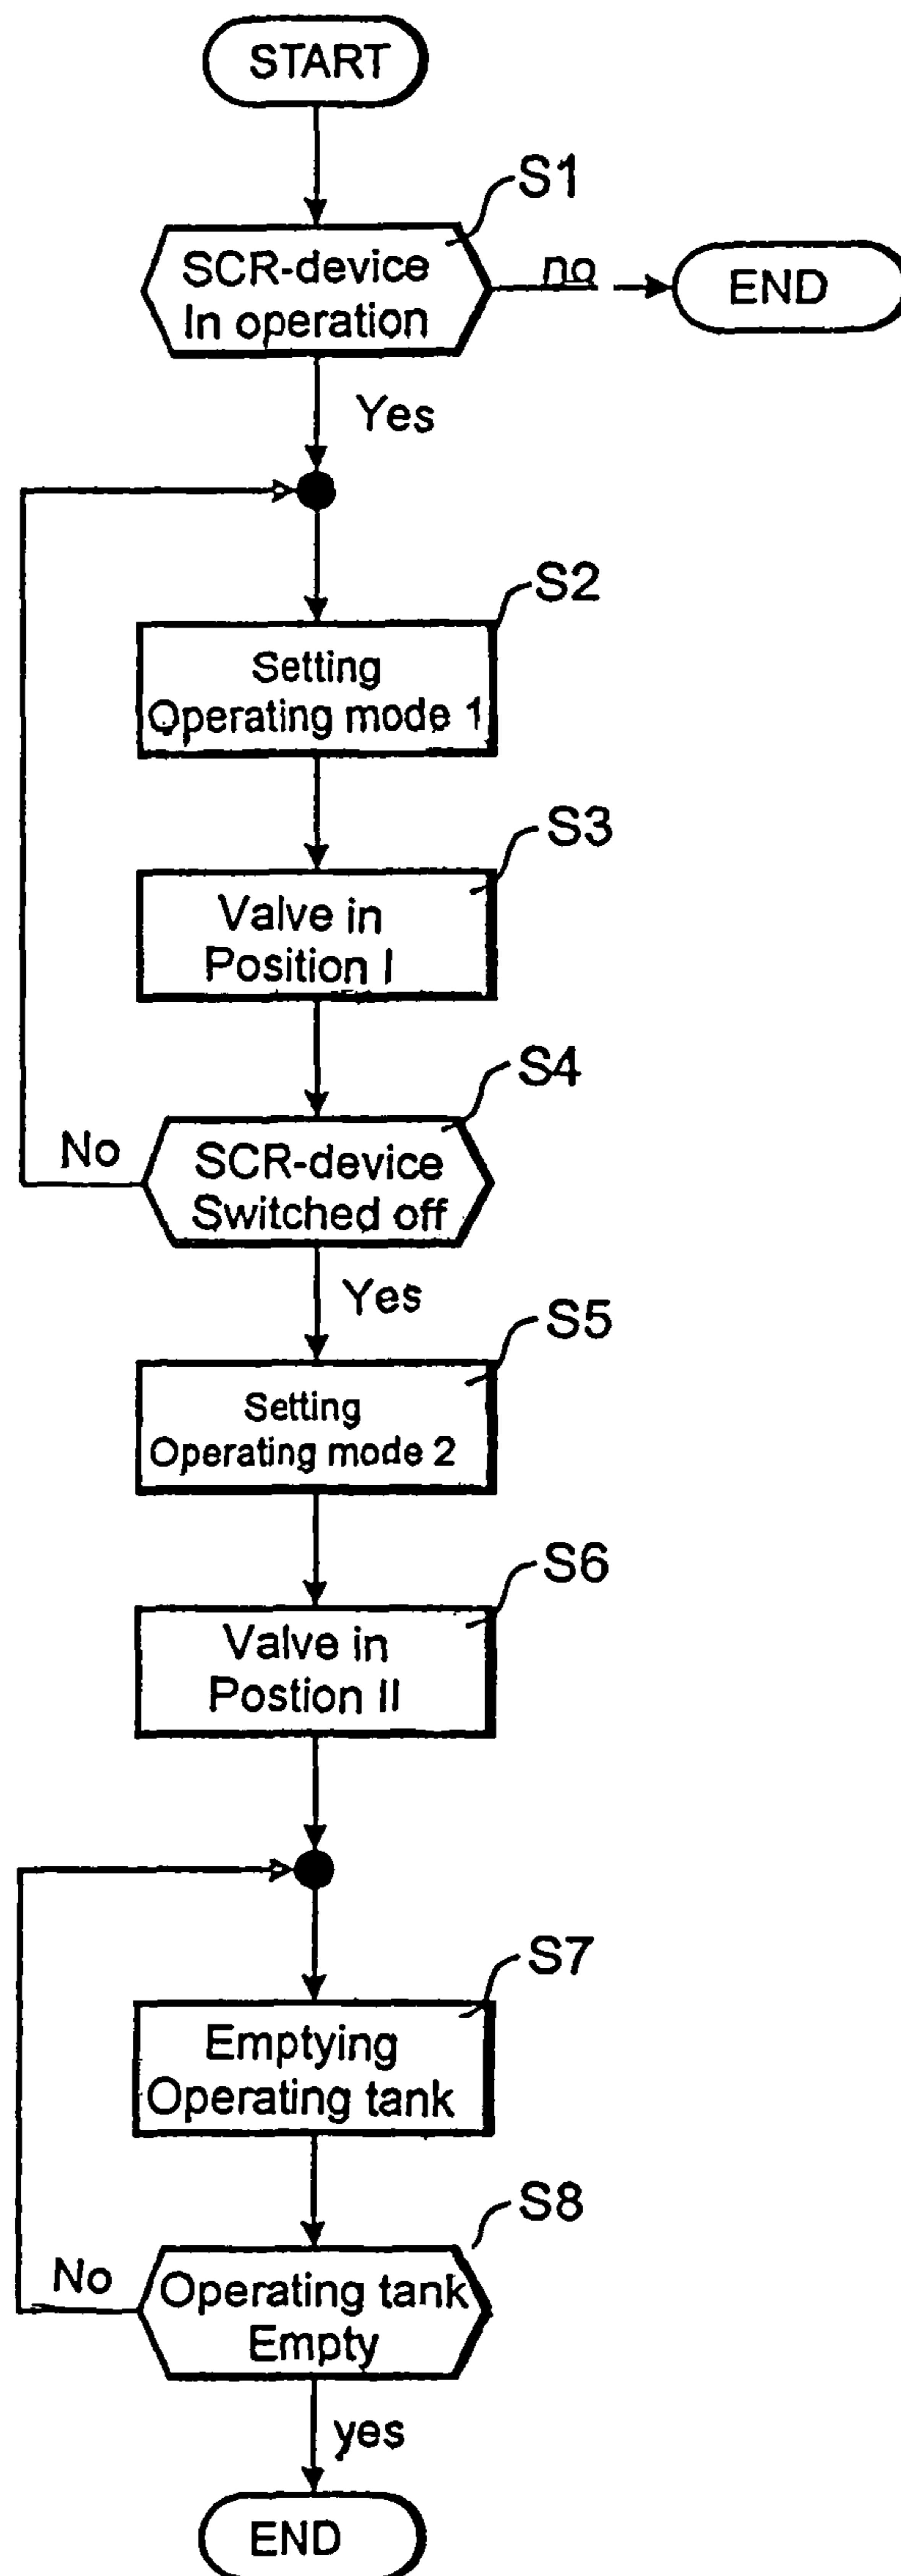 START
S1
SCR-device
In operation
no
END
Yes
S2
Setting
Operating mode 1
S3
Valve in
Position I
S4
No
SCR-device
Switched off
Yes
S5
Setting
Operating mode 2
S6
Valve in
Postion II
S7
Emptying
Operating tank
S8
No
Operating tank
Empty
yes
END